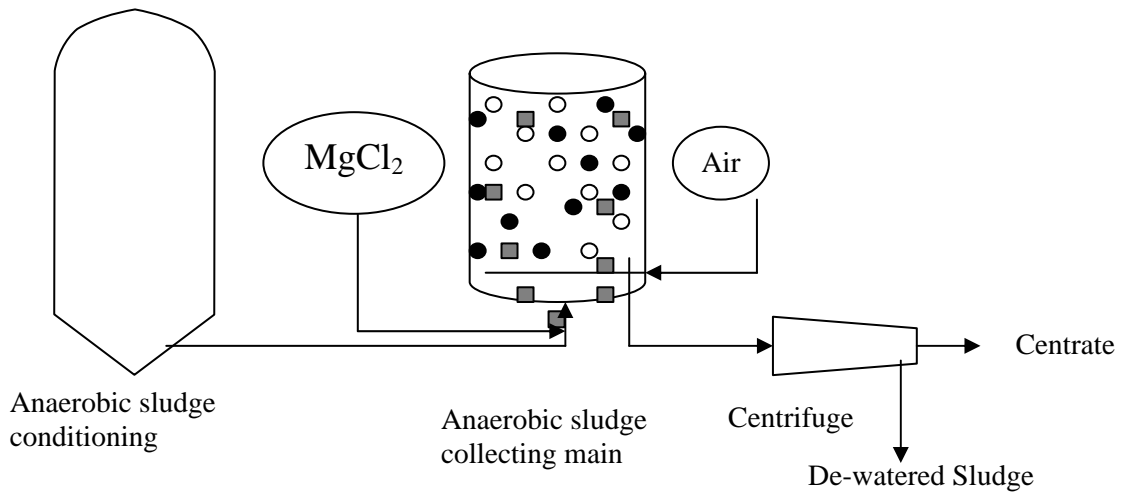 MgCl₂
Air
Anaerobic sludge
conditioning
Anaerobic sludge
collecting main
Centrifuge
Centrate
De-watered Sludge